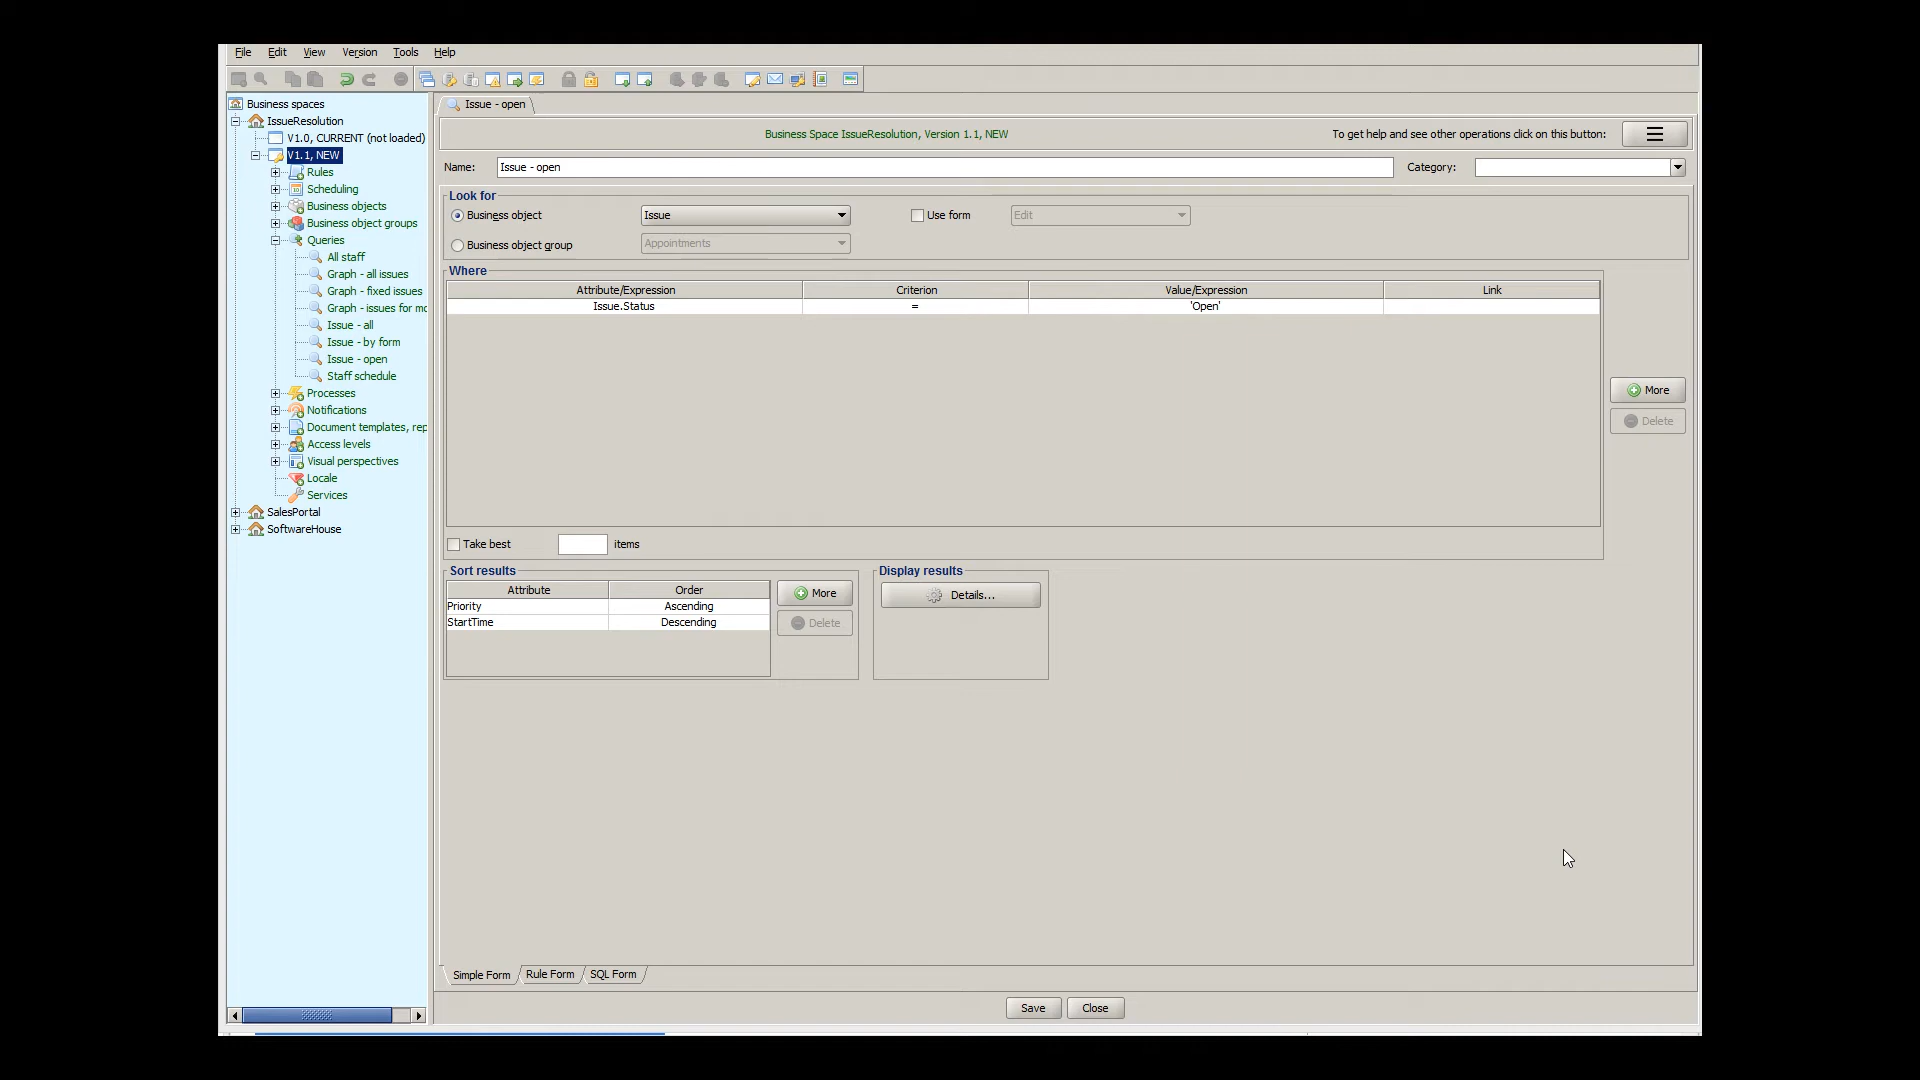 File Edit View Version Tools Help
Business spaces
IssueResolution
V1.0, CURRENT (not loaded)
V1.1, NEW
Rules
Scheduling
Business objects
Business object groups
Queries
All staff
Graph - all issues
Graph - fixed issues
Graph - issues for mo
Issue - all
Issue - by form
Issue - open
Staff schedule
Processes
Notifications
Document templates, rep
Access levels
Visual perspectives
Locale
Services
SalesPortal
SoftwareHouse
Issue - open
Business Space IssueResolution, Version 1.1, NEW To get help and see other operations click on this button:
Name: Issue - open Category:
Look for
Business object Issue Use form Edit
Business object group Appointments
Where
Attribute/Expression Criterion Value/Expression Link
Issue.Status = 'Open'
More
Delete
Take best items
Sort results
Attribute Order
Priority Ascending
StartTime Descending
More
Delete
Display results
Details...
Simple Form Rule Form SQL Form
Save Close